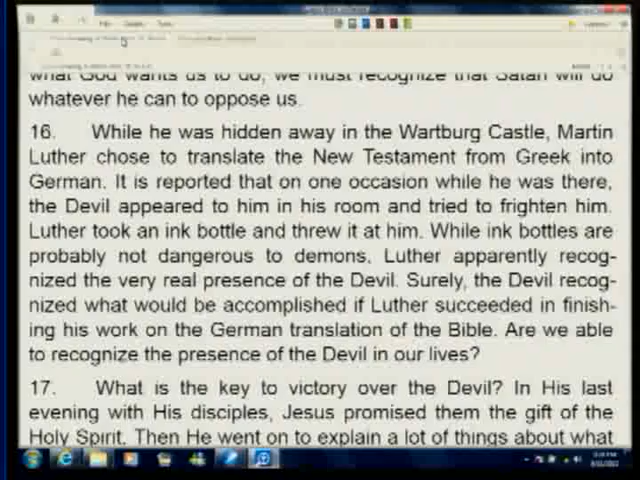 what God wants us to do, we must recognize that Satan will do
whatever he can to oppose us.
16. While he was hidden away in the Wartburg Castle, Martin
Luther chose to translate the New Testament from Greek into
German. It is reported that on one occasion while he was there,
the Devil appeared to him in his room and tried to frighten him.
Luther took an ink bottle and threw it at him. While ink bottles are
probably not dangerous to demons, Luther apparently recog-
nized the very real presence of the Devil. Surely, the Devil recog-
nized what would be accomplished if Luther succeeded in finish-
ing his work on the German translation of the Bible. Are we able
to recognize the presence of the Devil in our lives?
17. What is the key to victory over the Devil? In His last
evening with His disciples, Jesus promised them the gift of the
Holy Spirit. Then He went on to explain a lot of things about what